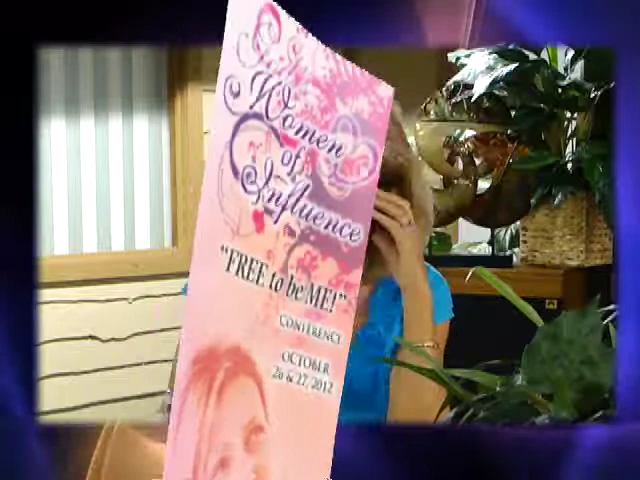 Women
of
Influence
"FREE to be ME!"
CONFERENCE
OCTOBER
26 & 27, 2012